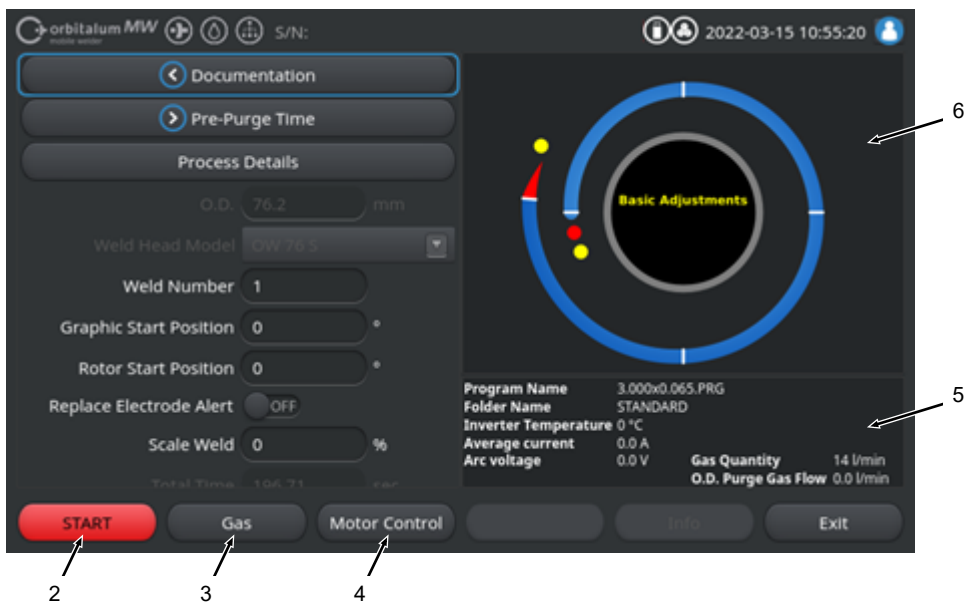 orbitalum MW S/N: 2022-03-15 10:55:20
mobile welder
Documentation
Pre-Purge Time
Process Details
O.D. 76.2 mm
Weld Head Model OW 76 S
Weld Number 1
Graphic Start Position 0 °
Rotor Start Position 0 °
Replace Electrode Alert OFF
Scale Weld 0 %
Total Time 196.71 sec
Basic Adjustments
6
Program Name 3.000x0.065.PRG
Folder Name STANDARD
Inverter Temperature 0 °C
Average current 0.0 A
Arc voltage 0.0 V Gas Quantity 14 l/min
O.D. Purge Gas Flow 0.0 l/min
5
START Gas Motor Control Info Exit
2 3 4